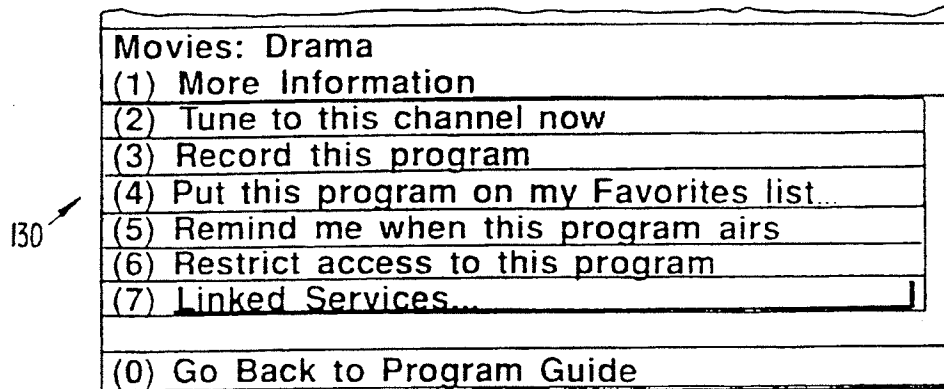 Movies: Drama
(1) More Information
(2) Tune to this channel now
(3) Record this program
(4) Put this program on my Favorites list...
130
(5) Remind me when this program airs
(6) Restrict access to this program
(7) Linked Services...
(0) Go Back to Program Guide